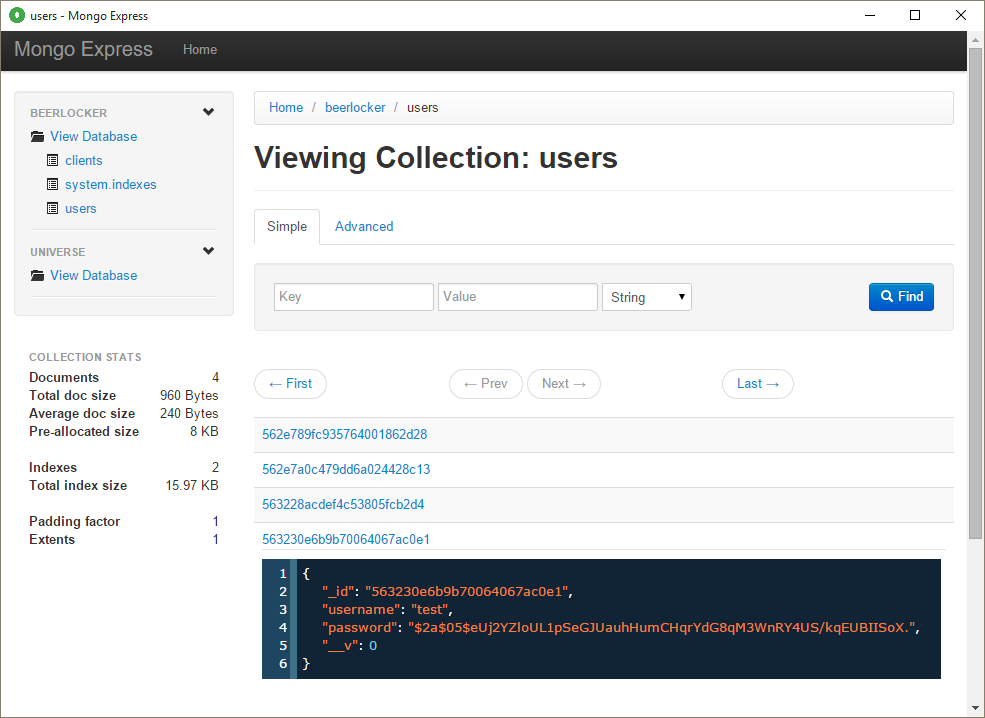 users - Mongo Express
Mongo Express Home
BEERLOCKER
View Database
clients
system.indexes
users
UNIVERSE
View Database
COLLECTION STATS
Documents 4
Total doc size 960 Bytes
Average doc size 240 Bytes
Pre-allocated size 8 KB
Indexes 2
Total index size 15.97 KB
Padding factor 1
Extents 1
Home / beerlocker / users
Viewing Collection: users
Simple Advanced
Key Value String Find
← First ← Prev Next → Last →
562e789fc935764001862d28
562e7a0c479dd6a024428c13
563228acdef4c53805fcb2d4
563230e6b9b70064067ac0e1
1 {
2 "_id": "563230e6b9b70064067ac0e1",
3 "username": "test",
4 "password": "$2a$05$eUj2YZloUL1pSeGJUauhHumCHqrYdG8qM3WnRY4US/kqEUBIISoX.",
5 "__v": 0
6 }